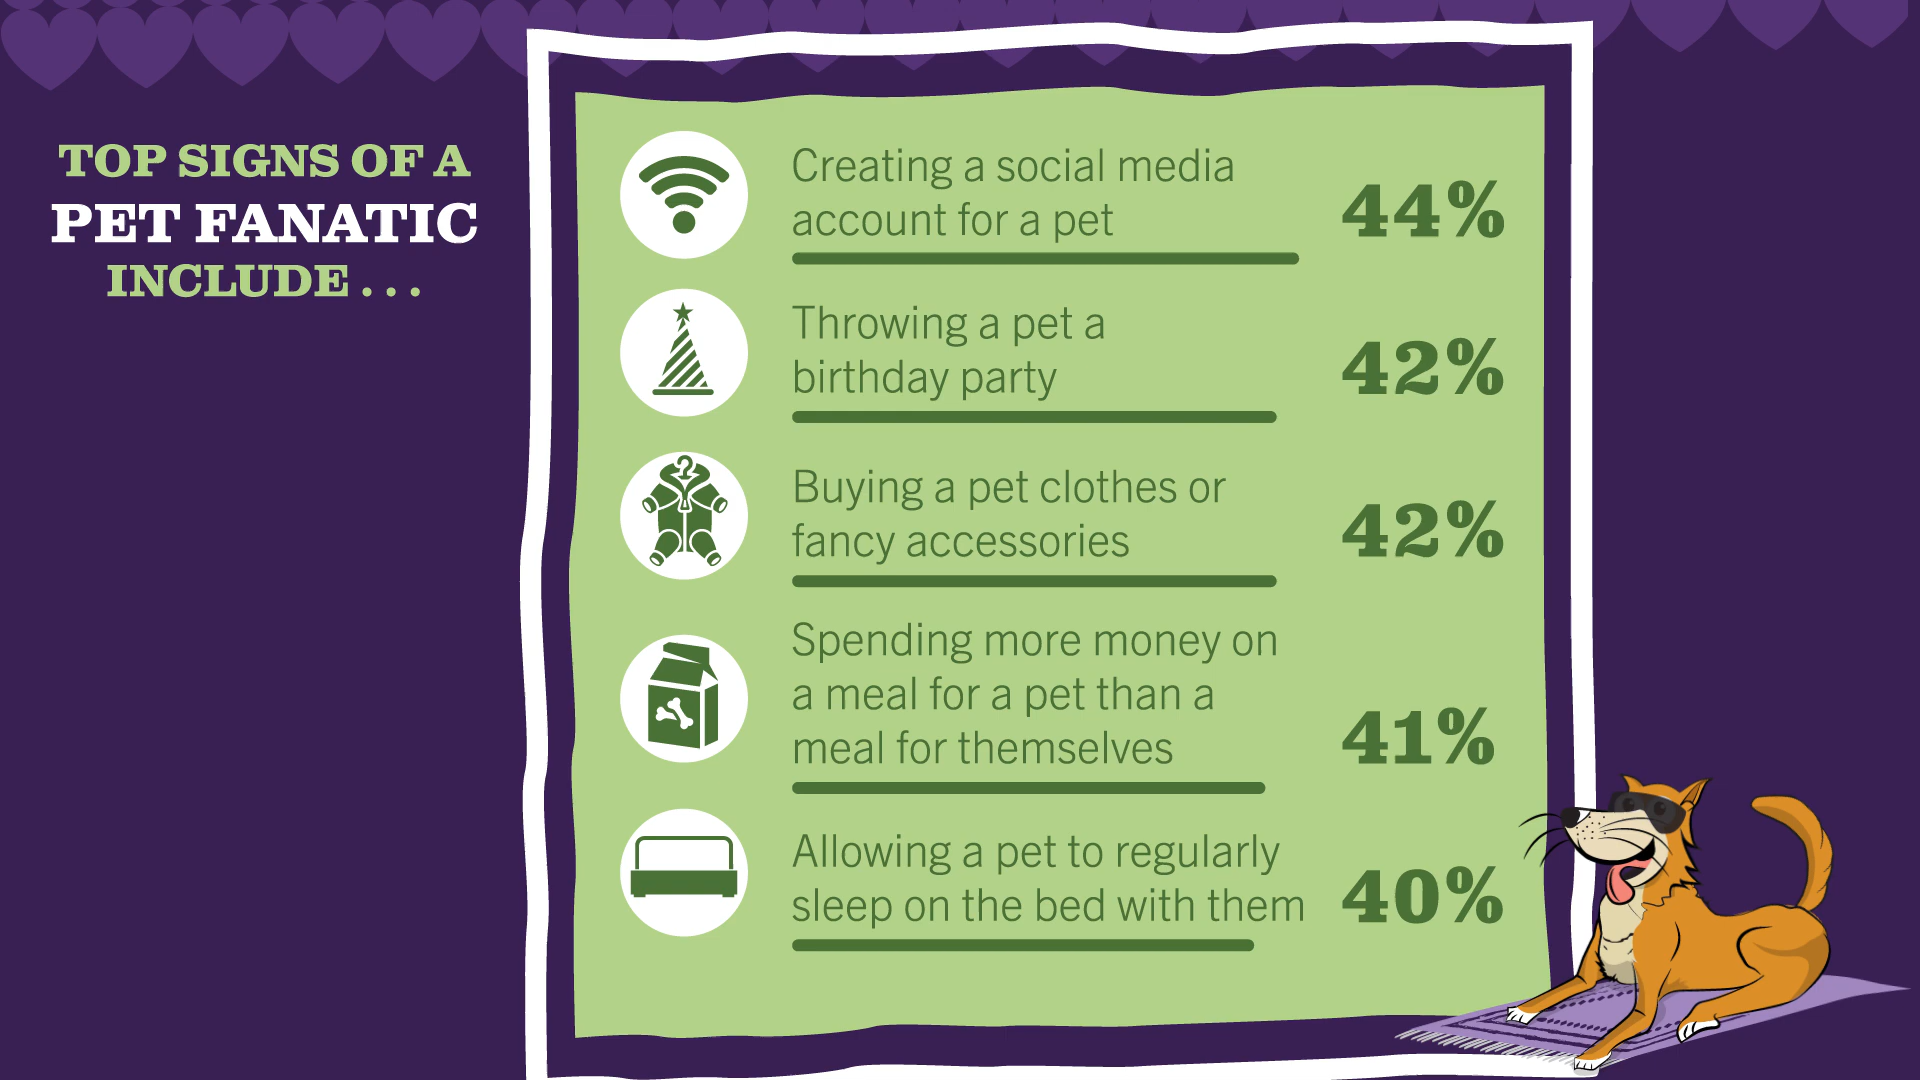 TOP SIGNS OF A
PET FANATIC
INCLUDE . . .
Creating a social media
account for a pet
44%
Throwing a pet a
birthday party
42%
Buying a pet clothes or
fancy accessories
42%
Spending more money on
a meal for a pet than a
meal for themselves
41%
Allowing a pet to regularly
sleep on the bed with them
40%